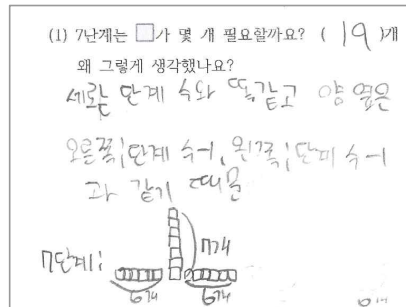 (1) 7단계는 □가 몇 개 필요할까요? ( 19 )개
왜 그렇게 생각했나요?
세로는 단계 수와 똑같고 양 옆은
오른쪽;단계 수-1, 왼쪽;단계 수-1
과 같기 때문
7단계;
7개
6개 6개